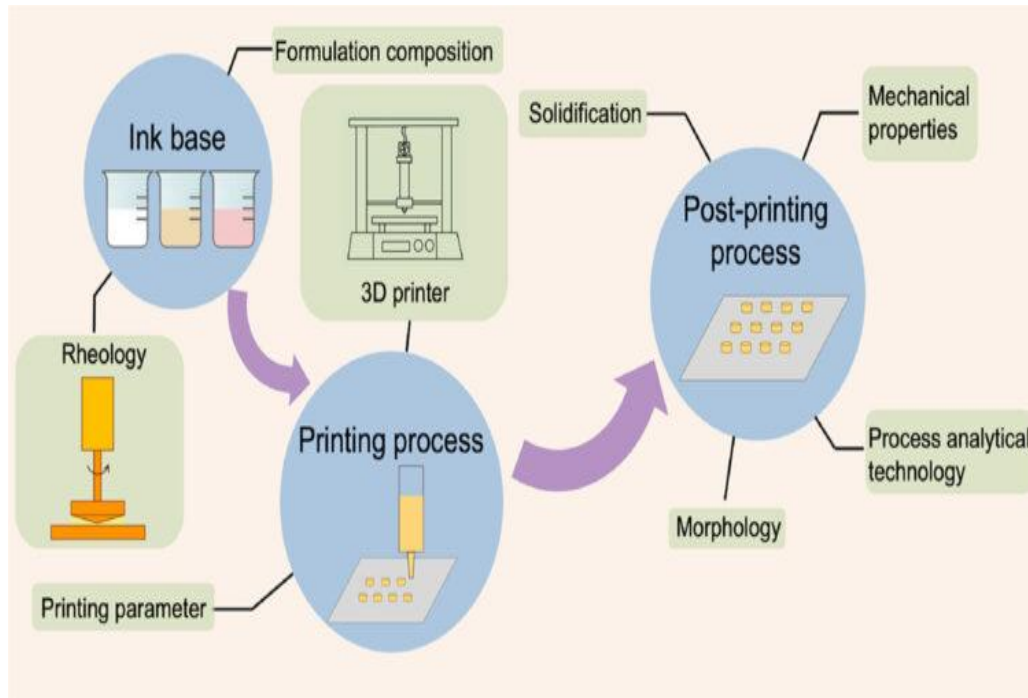 Formulation composition
Ink base
Rheology
3D printer
Printing process
Printing parameter
Solidification
Mechanical
properties
Post-printing
process
Process analytical
technology
Morphology